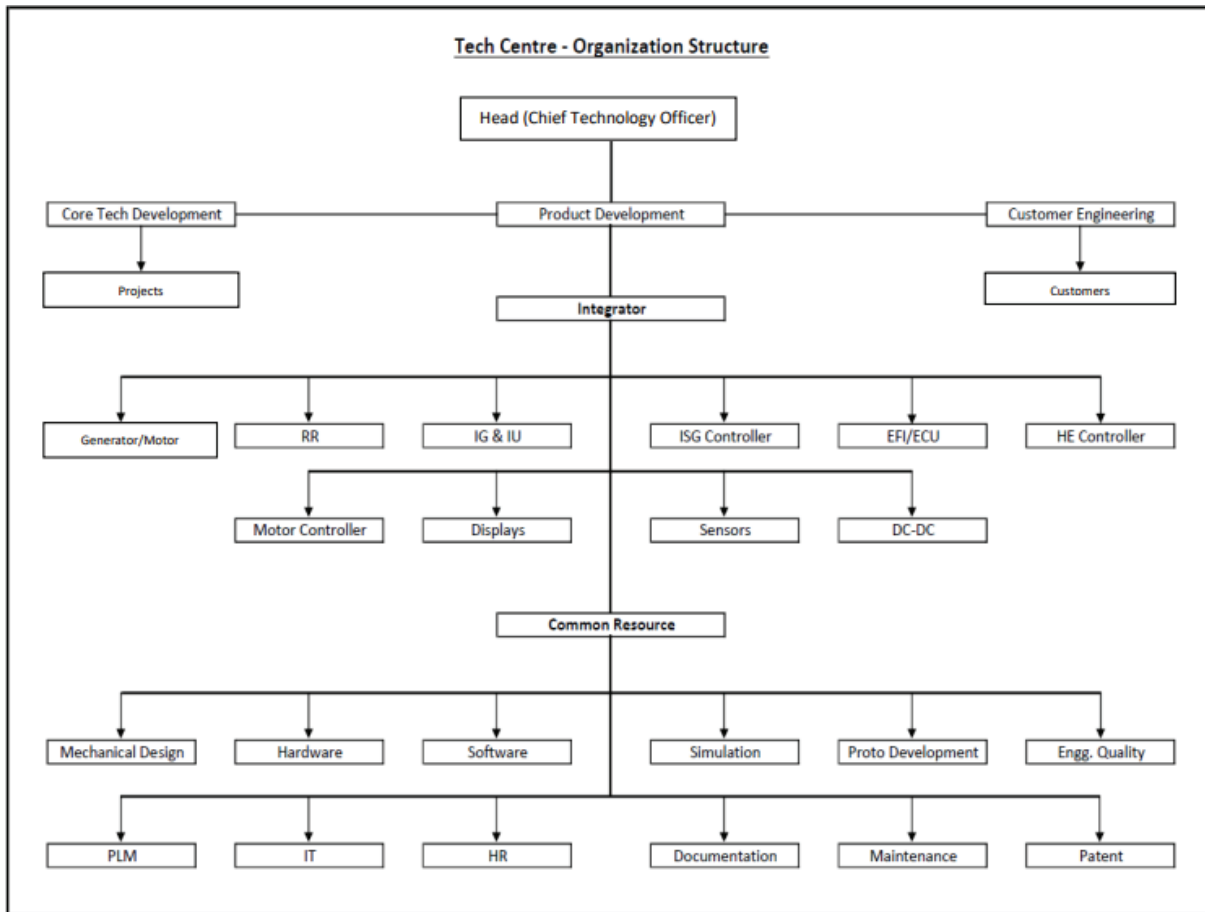 Tech Centre - Organization Structure
Head (Chief Technology Officer)
Core Tech Development
Product Development
Customer Engineering
Projects
Customers
Integrator
Generator/Motor
RR
IG & IU
ISG Controller
EFI/ECU
HE Controller
Motor Controller
Displays
Sensors
DC-DC
Common Resource
Mechanical Design
Hardware
Software
Simulation
Proto Development
Engg. Quality
PLM
IT
HR
Documentation
Maintenance
Patent